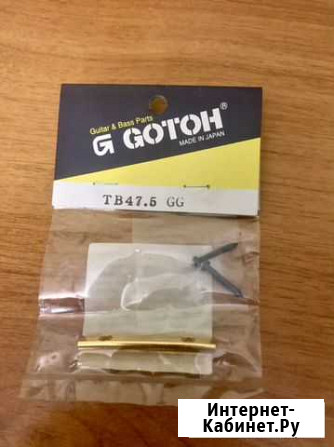 Guitar & Bass Parts
G GOTOH®
MADE IN JAPAN
TB47.5 GG
Интернет-
Кабинет.Ру